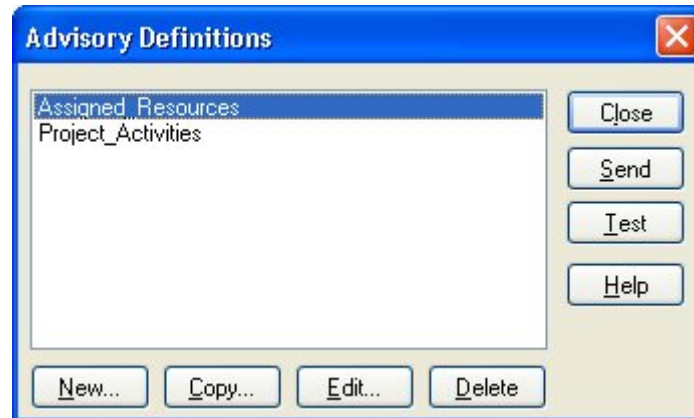 Advisory Definitions
Assigned_Resources
Project_Activities
Close
Send
Test
Help
New...
Copy...
Edit...
Delete